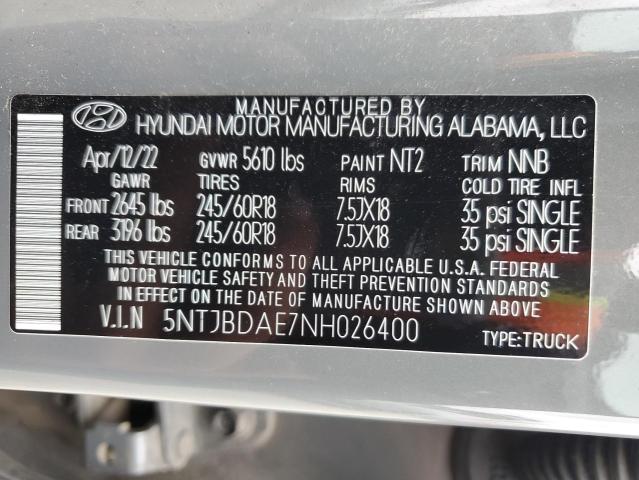 MANUFACTURED BY
HYUNDAI MOTOR MANUFACTURING ALABAMA, LLC
Apr/12/22 GVWR 5610 lbs PAINT NT2 TRIM NNB
GAWR TIRES RIMS COLD TIRE INFL
FRONT 2645 lbs 245/60R18 7.5JX18 35 psi SINGLE
REAR 3196 lbs 245/60R18 7.5JX18 35 psi SINGLE
THIS VEHICLE CONFORMS TO ALL APPLICABLE U.S.A. FEDERAL
MOTOR VEHICLE SAFETY AND THEFT PREVENTION STANDARDS
IN EFFECT ON THE DATE OF MANUFACTURE SHOWN ABOVE.
V.I.N 5NTJBDAE7NH026400
TYPE:TRUCK